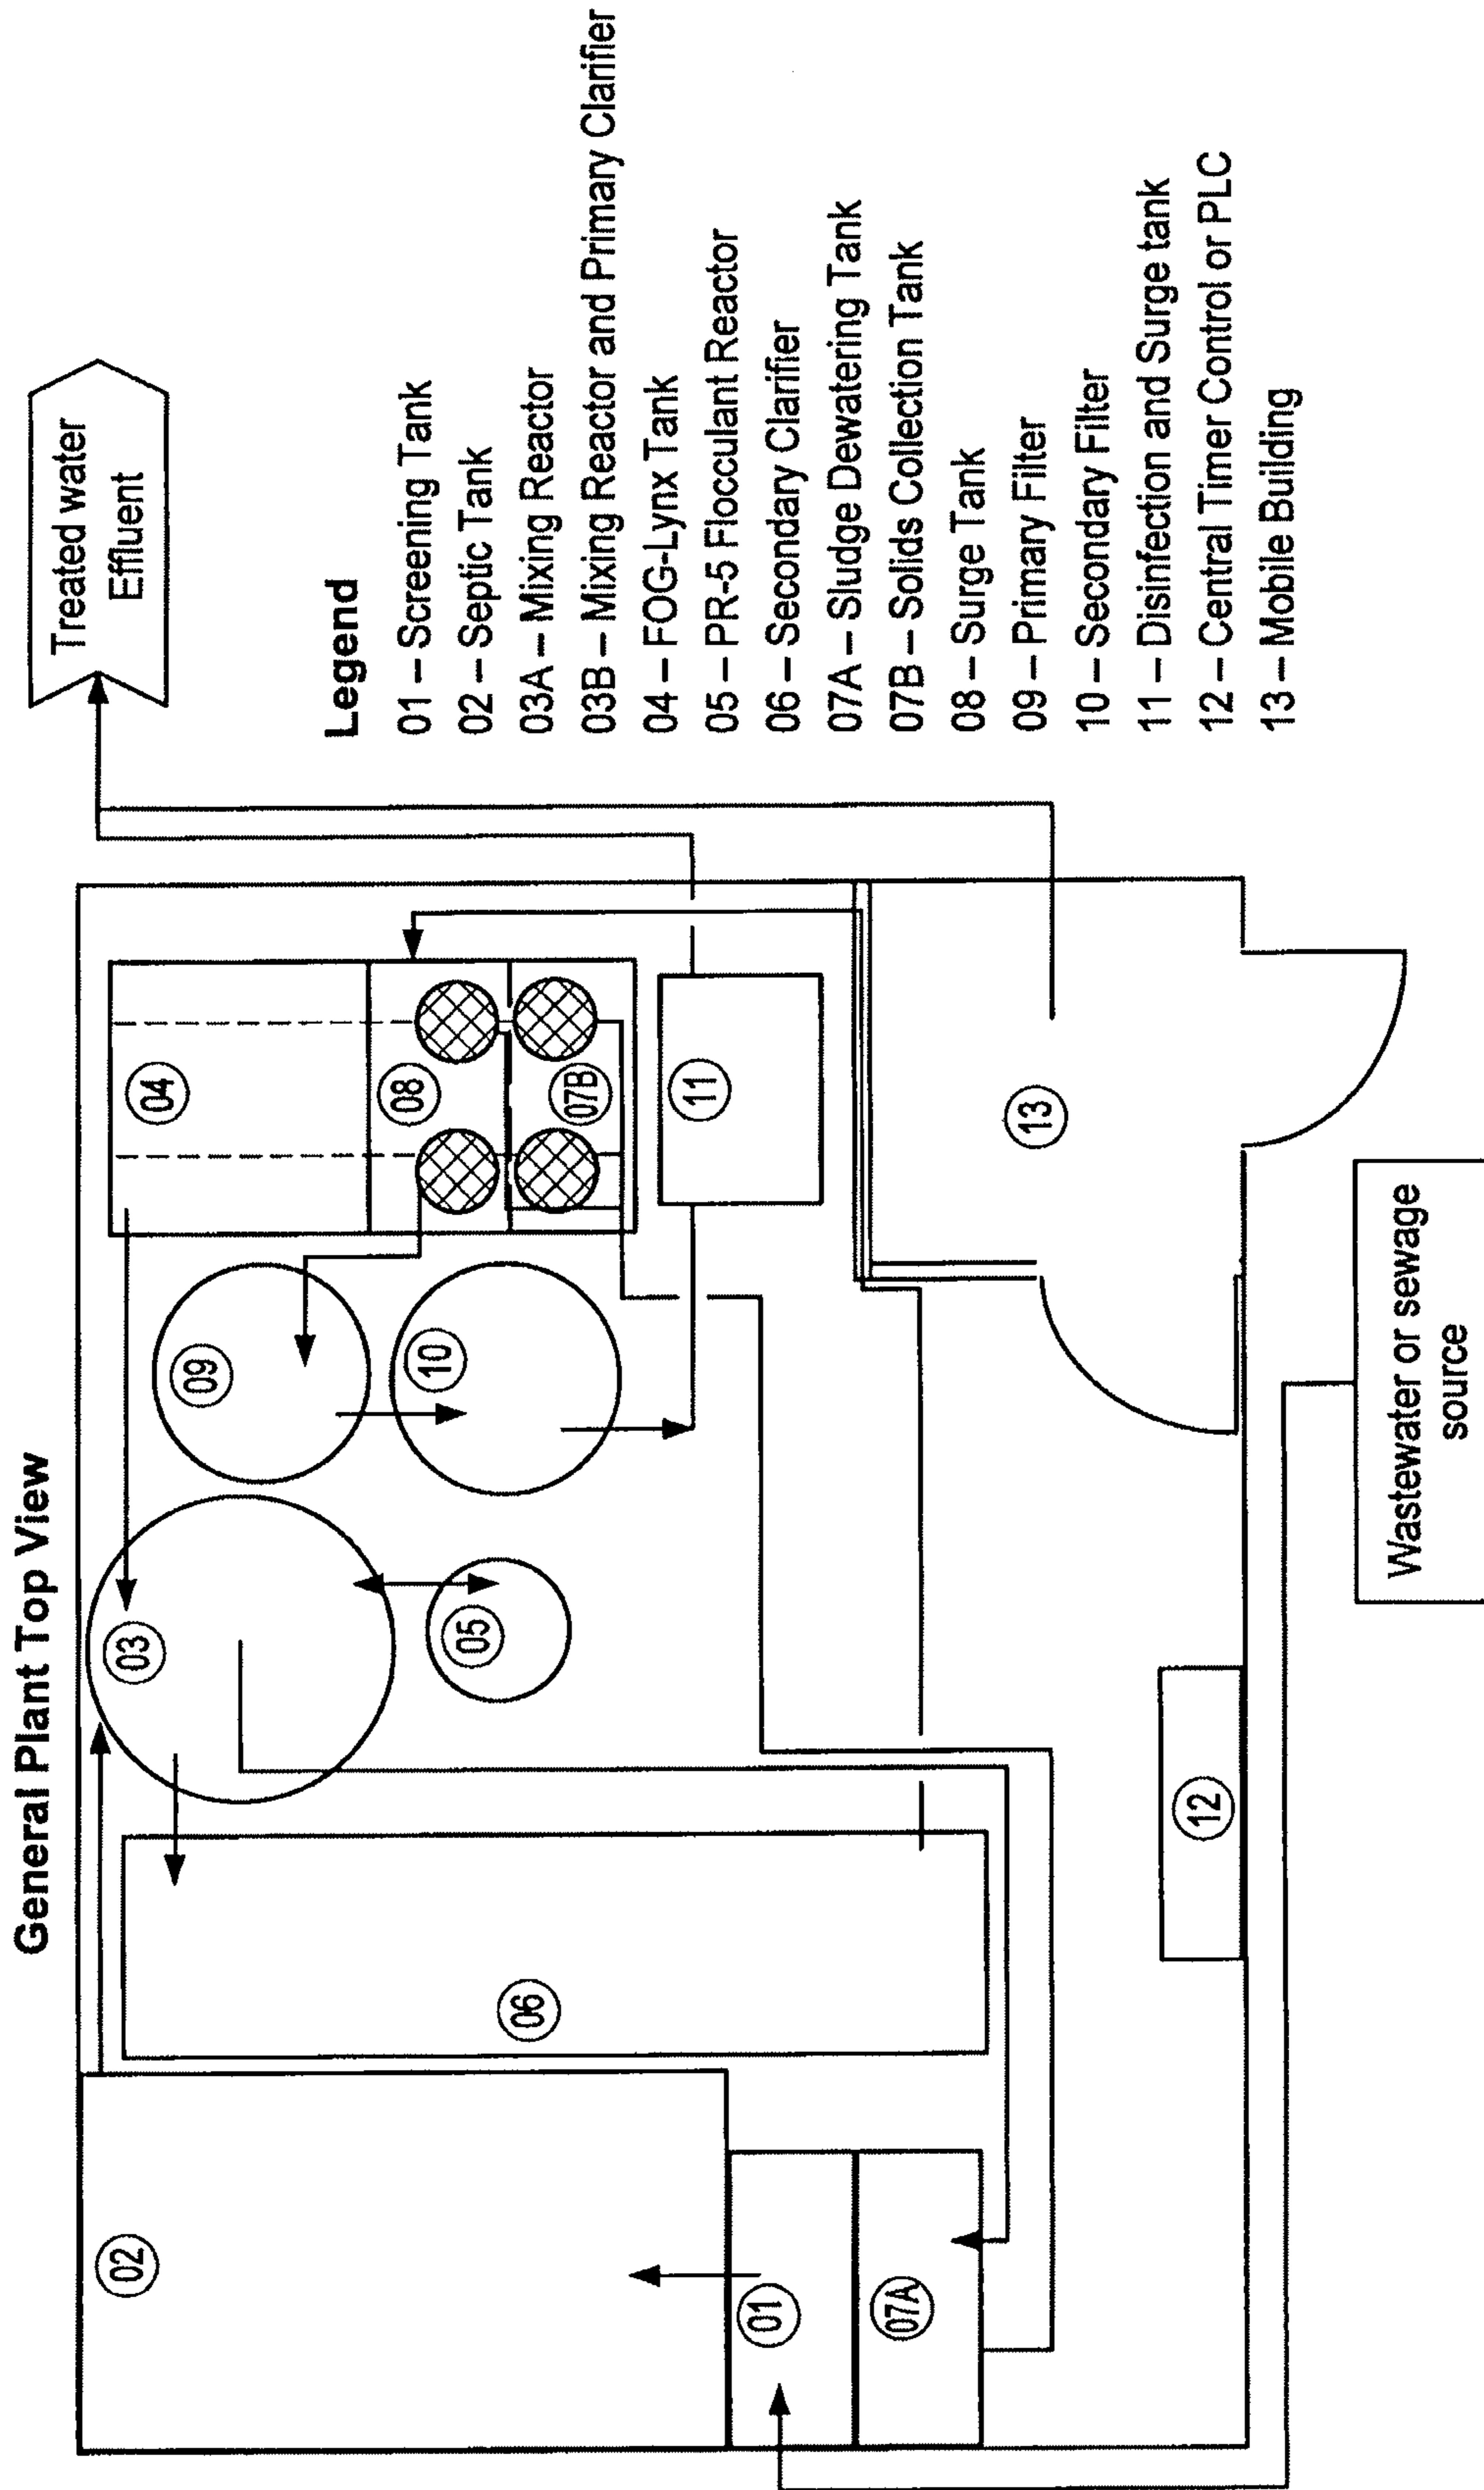 General Plant Top View
02
06
03
09
04
05
10
08
07B
01
11
07A
13
12
Wastewater or sewage
source
Treated water
Effluent
Legend
01 – Screening Tank
02 – Septic Tank
03A – Mixing Reactor
03B – Mixing Reactor and Primary Clarifier
04 – FOG-Lynx Tank
05 – PR-5 Flocculant Reactor
06 – Secondary Clarifier
07A – Sludge Dewatering Tank
07B – Solids Collection Tank
08 – Surge Tank
09 – Primary Filter
10 – Secondary Filter
11 – Disinfection and Surge tank
12 – Central Timer Control or PLC
13 – Mobile Building